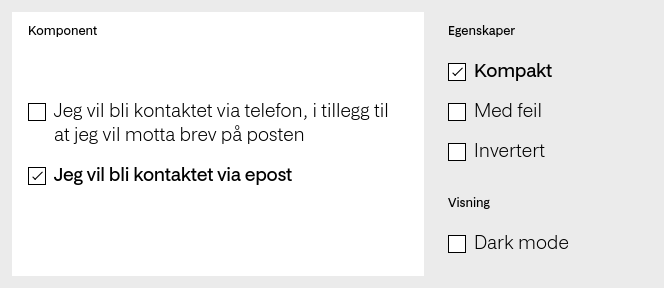 Komponent
Jeg vil bli kontaktet via telefon, i tillegg til
at jeg vil motta brev på posten
Jeg vil bli kontaktet via epost
Egenskaper
Kompakt
Med feil
Invertert
Visning
Dark mode